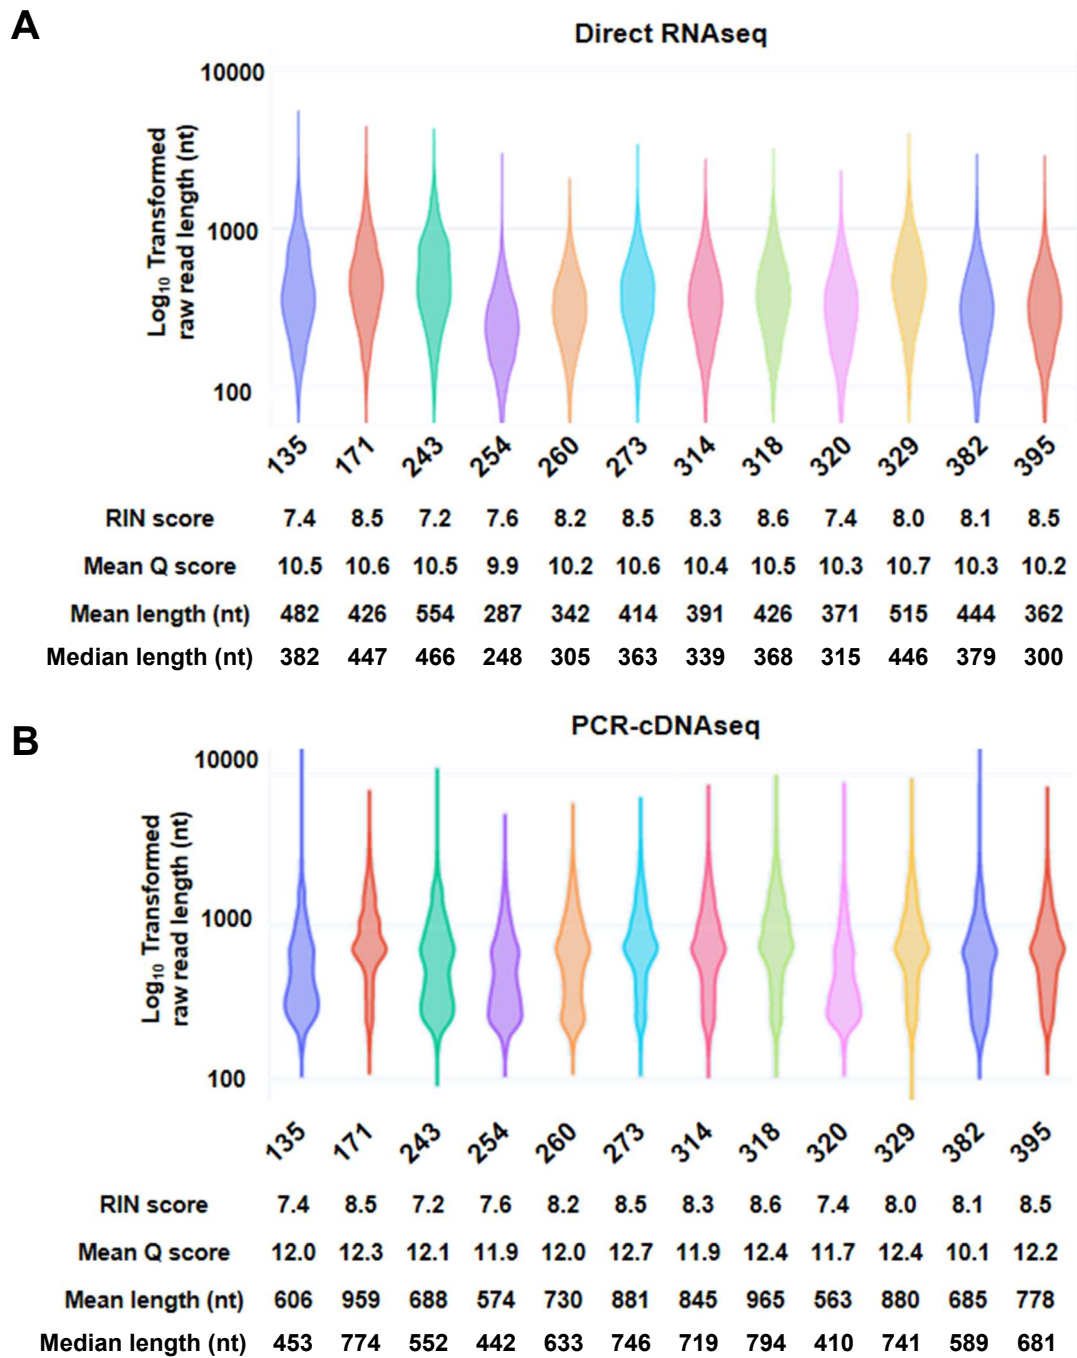 A
Direct RNAseq
Log₁₀ Transformed
raw read length (nt)
10000
1000
100
135 171 243 254 260 273 314 318 320 329 382 395
RIN score 7.4 8.5 7.2 7.6 8.2 8.5 8.3 8.6 7.4 8.0 8.1 8.5
Mean Q score 10.5 10.6 10.5 9.9 10.2 10.6 10.4 10.5 10.3 10.7 10.3 10.2
Mean length (nt) 482 426 554 287 342 414 391 426 371 515 444 362
Median length (nt) 382 447 466 248 305 363 339 368 315 446 379 300
B
PCR-cDNAseq
Log₁₀ Transformed
raw read length (nt)
10000
1000
100
135 171 243 254 260 273 314 318 320 329 382 395
RIN score 7.4 8.5 7.2 7.6 8.2 8.5 8.3 8.6 7.4 8.0 8.1 8.5
Mean Q score 12.0 12.3 12.1 11.9 12.0 12.7 11.9 12.4 11.7 12.4 10.1 12.2
Mean length (nt) 606 959 688 574 730 881 845 965 563 880 685 778
Median length (nt) 453 774 552 442 633 746 719 794 410 741 589 681